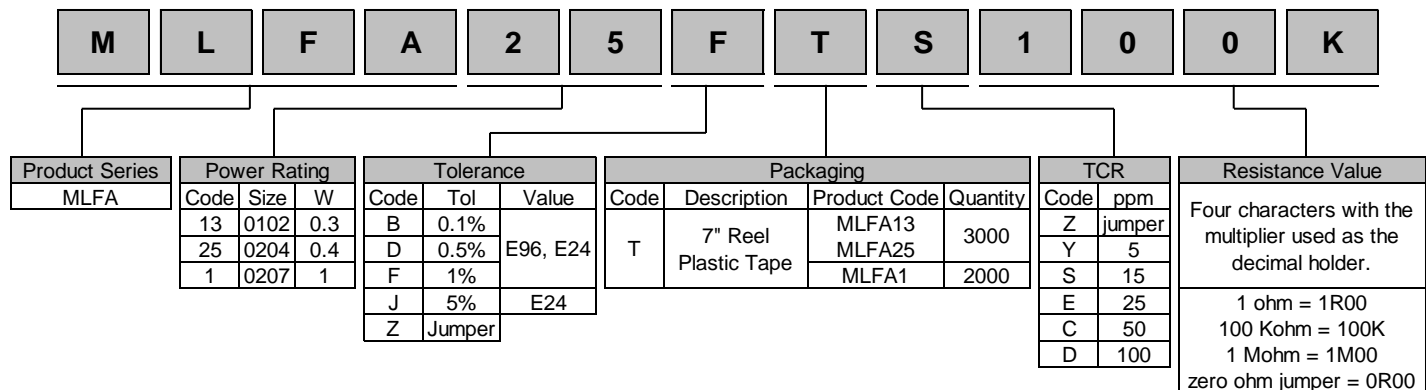 M L F A 2 5 F T S 1 0 0 K
Product Series
MLFA
Power Rating
Code Size W
13 0102 0.3
25 0204 0.4
1 0207 1
Tolerance
Code Tol Value
B 0.1%
D 0.5% E96, E24
F 1%
J 5% E24
Z Jumper
Packaging
Code Description Product Code Quantity
T 7" Reel Plastic Tape
MLFA13
MLFA25 3000
MLFA1 2000
TCR
Code ppm
Z jumper
Y 5
S 15
E 25
C 50
D 100
Resistance Value
Four characters with the
multiplier used as the
decimal holder.
1 ohm = 1R00
100 Kohm = 100K
1 Mohm = 1M00
zero ohm jumper = 0R00